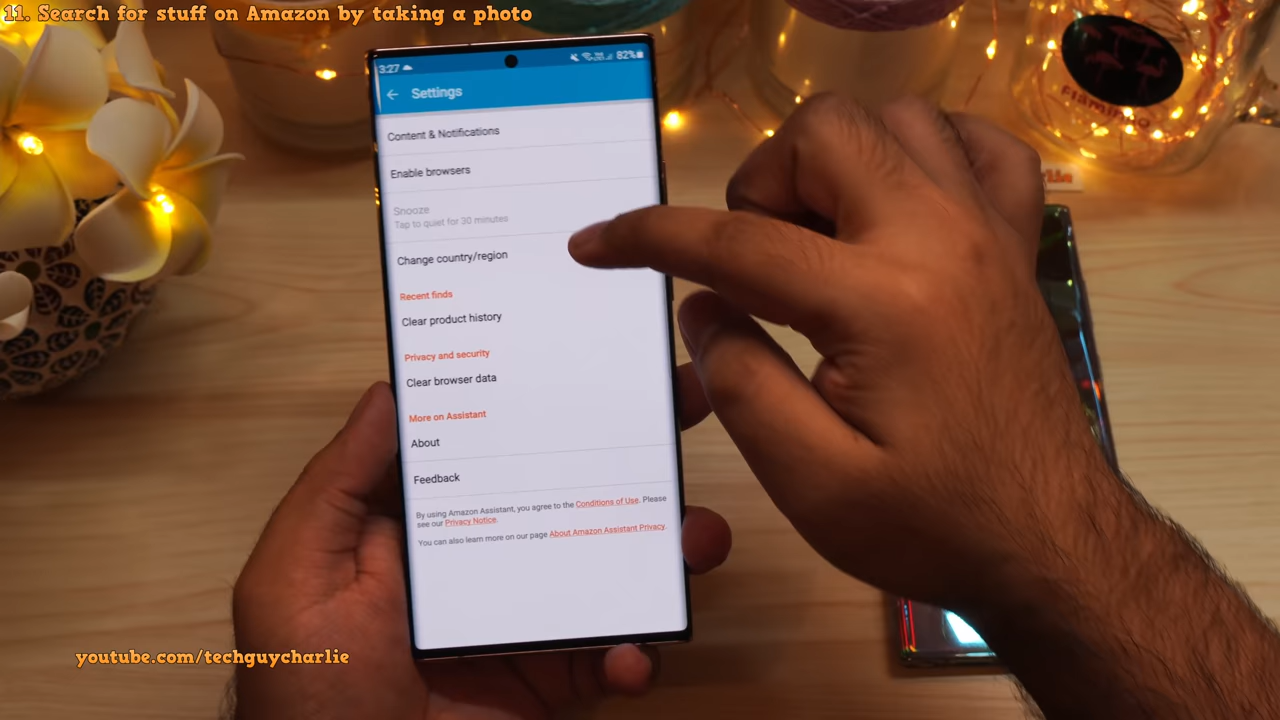 11. Search for stuff on Amazon by taking a photo
3:27
82%
Settings
Content & Notifications
Enable browsers
Snooze
Tap to quiet for 30 minutes
Change country/region
Recent finds
Clear product history
Privacy and security
Clear browser data
More on Assistant
About
Feedback
By using Amazon Assistant, you agree to the Conditions of Use. Please
see our Privacy Notice.
You can also learn more on our page About Amazon Assistant Privacy.
Flamingo
youtube.com/techguycharlie